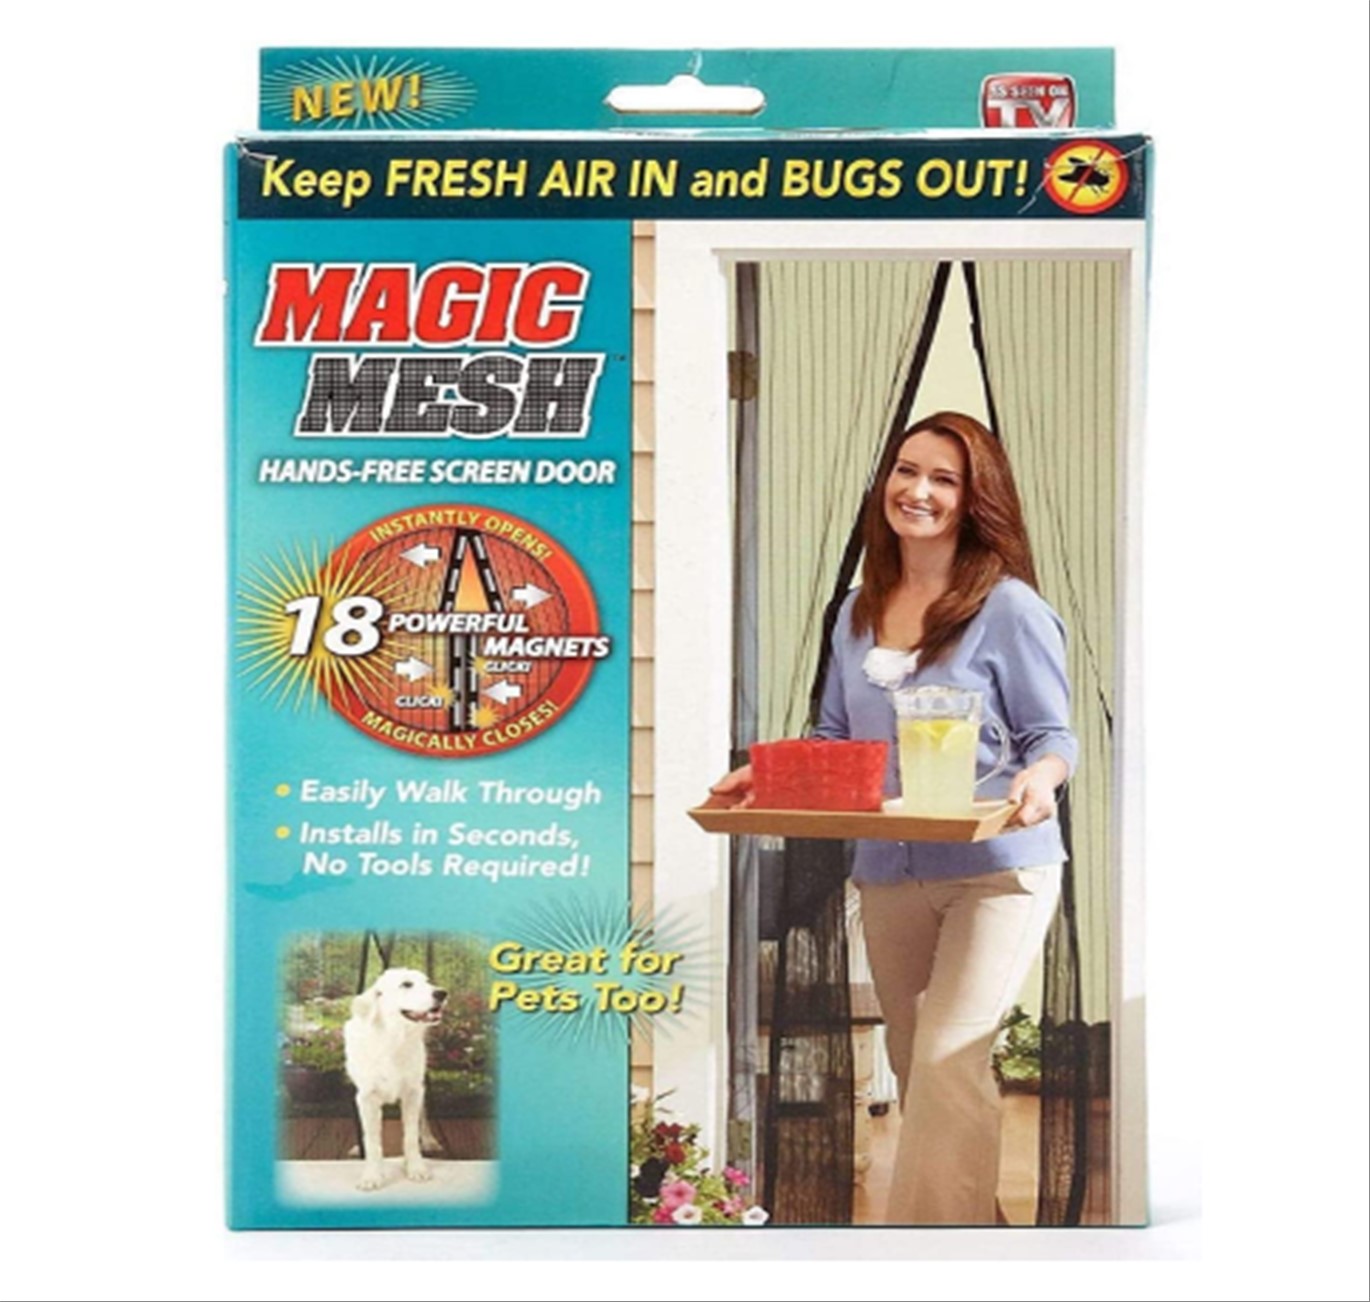 NEW!
AS SEEN ON
TV
Keep FRESH AIR IN and BUGS OUT!
MAGIC
MESH™
HANDS-FREE SCREEN DOOR
INSTANTLY OPENS!
18 POWERFUL
MAGNETS
CLICK!
CLICK!
MAGICALLY CLOSES!
• Easily Walk Through
• Installs in Seconds,
No Tools Required!
Great for
Pets Too!